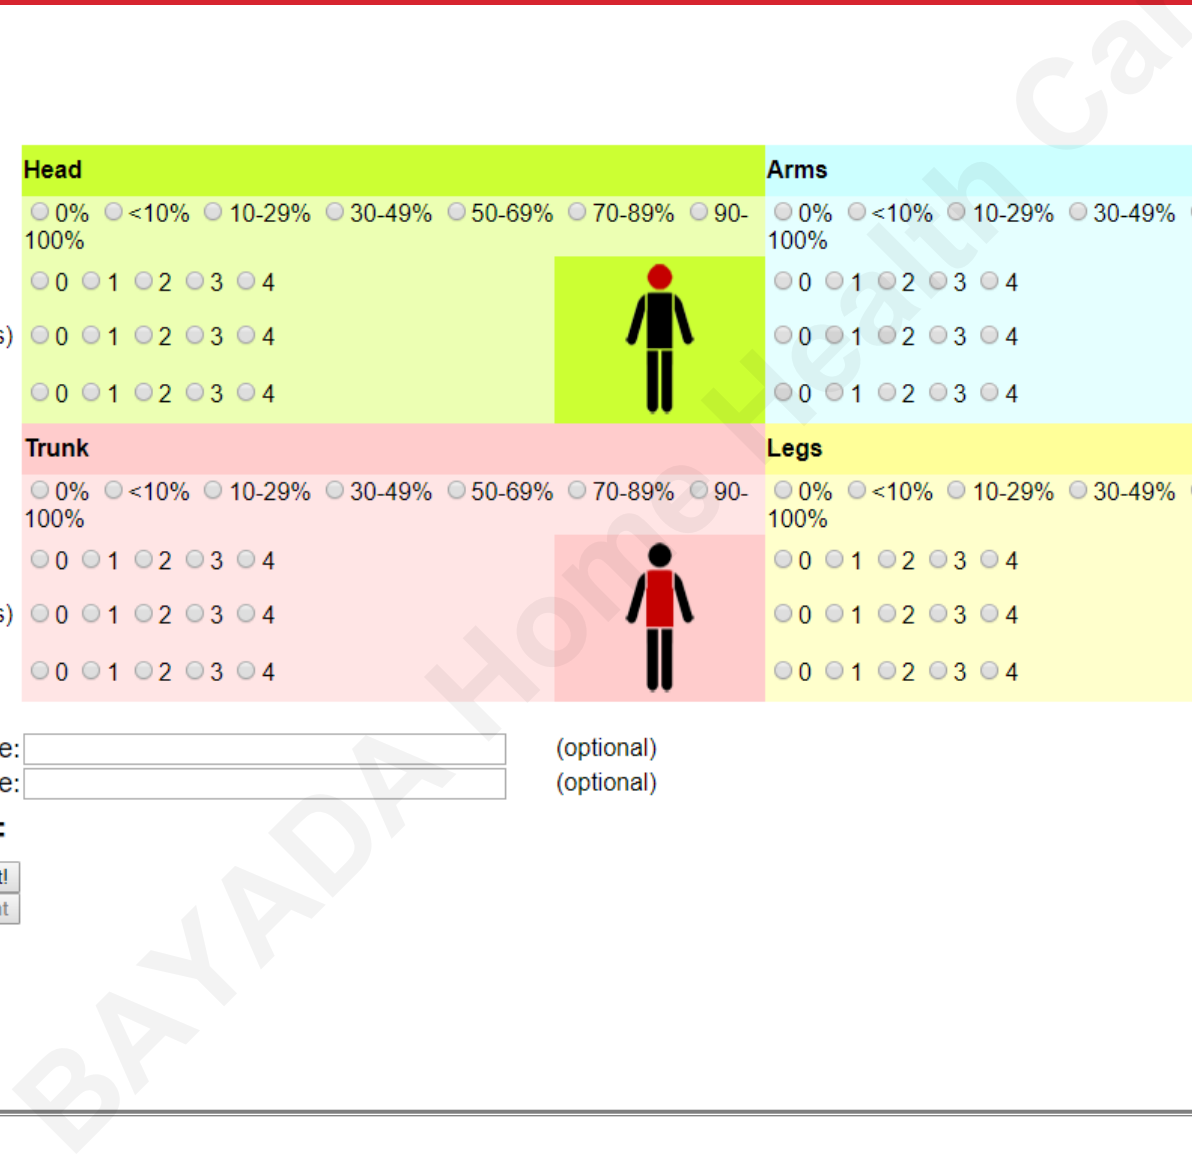 Head
0% <10% 10-29% 30-49% 50-69% 70-89% 90-
100%
0 1 2 3 4
s) 0 1 2 3 4
0 1 2 3 4
Arms
0% <10% 10-29% 30-49%
100%
0 1 2 3 4
0 1 2 3 4
0 1 2 3 4
Trunk
0% <10% 10-29% 30-49% 50-69% 70-89% 90-
100%
0 1 2 3 4
s) 0 1 2 3 4
0 1 2 3 4
Legs
0% <10% 10-29% 30-49%
100%
0 1 2 3 4
0 1 2 3 4
0 1 2 3 4
e: (optional)
e: (optional)
:
t!
nt
BAYADA Home Health Car